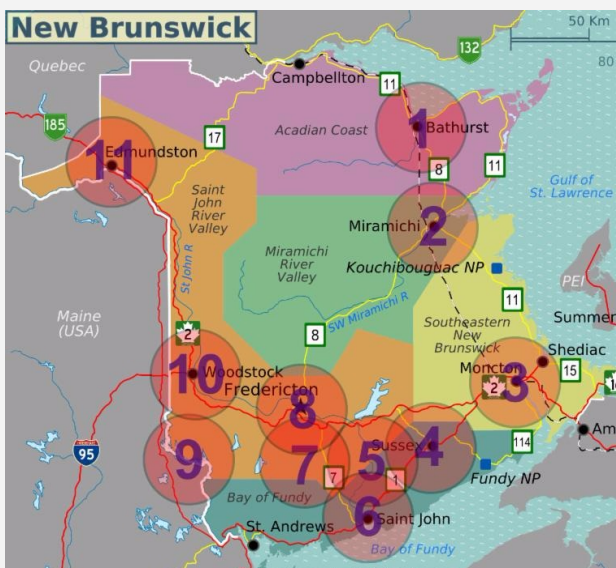 New Brunswick
50 Km
80
Quebec
132
Campbellton
11
185
17
Acadian Coast
1
Bathurst
11
Edmundston
8
11
Saint
John
River
Valley
Gulf of
St. Lawrence
Miramichi
2
Miramichi
River
Valley
Kouchibouguac NP
PEI
St John R
SW Miramichi R
11
Maine
(USA)
2
8
Southeastern
New
Brunswick
Summer
Shediac
10
Woodstock
Moncton
3
15
2
Fredericton
8
Am
95
9
7
5
Sussex
4
114
7
1
Fundy NP
Bay of Fundy
6
Saint John
St. Andrews
Bay of Fundy